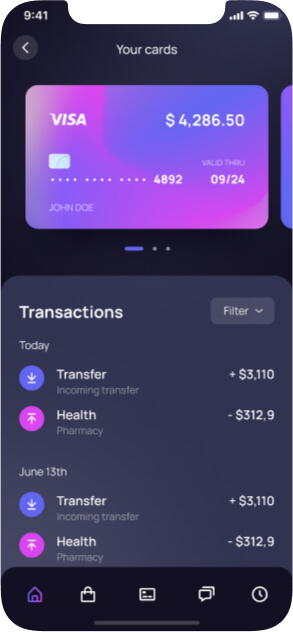 9:41
Your cards
VISA $ 4,286.50
VALID THRU
•••• •••• •••• 4892 09/24
JOHN DOE
Transactions Filter
Today
Transfer + $3,110
Incoming transfer
Health - $312,9
Pharmacy
June 13th
Transfer + $3,110
Incoming transfer
Health - $312,9
Pharmacy